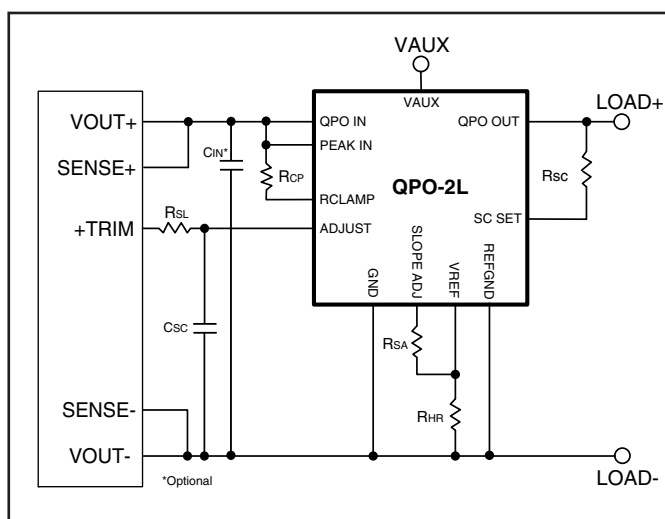 VAUX
VAUX
VOUT+
QPO IN
QPO OUT
LOAD+
SENSE+
CIN*
PEAK IN
RCP
QPO-2L
RSC
RCLAMP
+TRIM
RSL
ADJUST
SC SET
GND
SLOPE ADJ
VREF
REFGND
CSC
RSA
RHR
SENSE-
VOUT-
*Optional
LOAD-